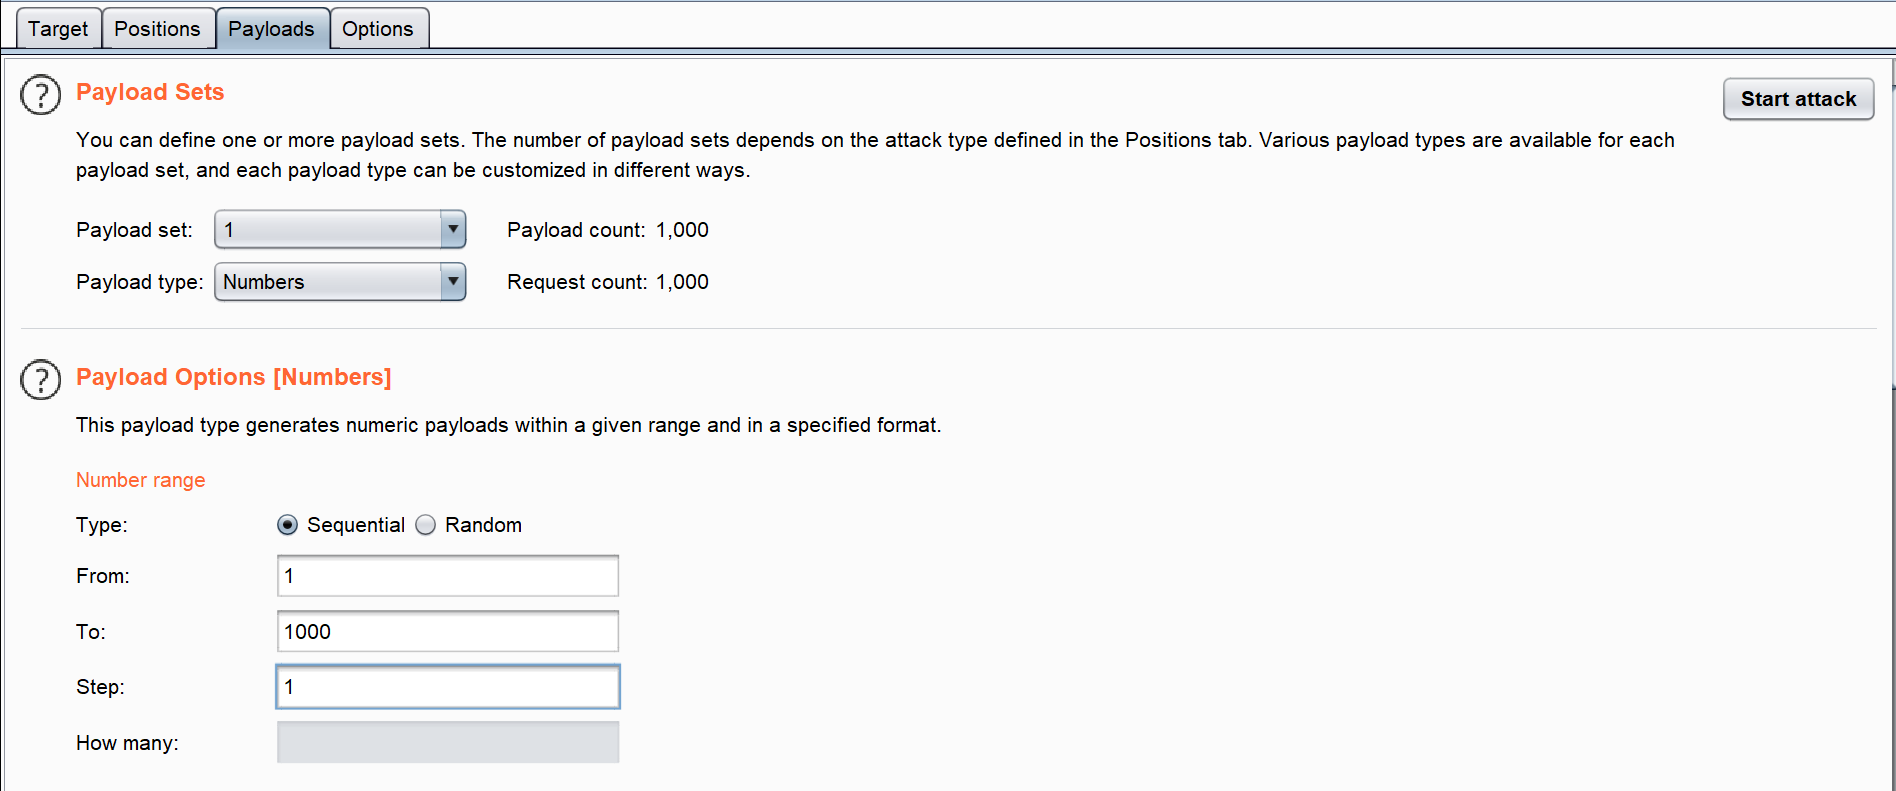 Target Positions Payloads Options
? Payload Sets
Start attack
You can define one or more payload sets. The number of payload sets depends on the attack type defined in the Positions tab. Various payload types are available for each
payload set, and each payload type can be customized in different ways.
Payload set: 1 Payload count: 1,000
Payload type: Numbers Request count: 1,000
? Payload Options [Numbers]
This payload type generates numeric payloads within a given range and in a specified format.
Number range
Type: Sequential Random
From: 1
To: 1000
Step: 1
How many: